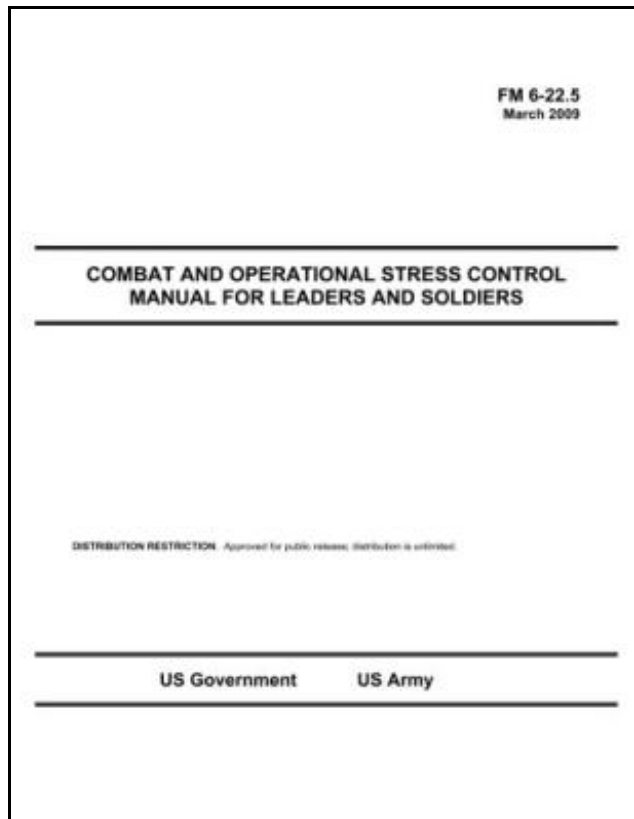 FM 6-22.5
March 2009
COMBAT AND OPERATIONAL STRESS CONTROL
MANUAL FOR LEADERS AND SOLDIERS
DISTRIBUTION RESTRICTION: Approved for public release; distribution is unlimited.
US Government US Army